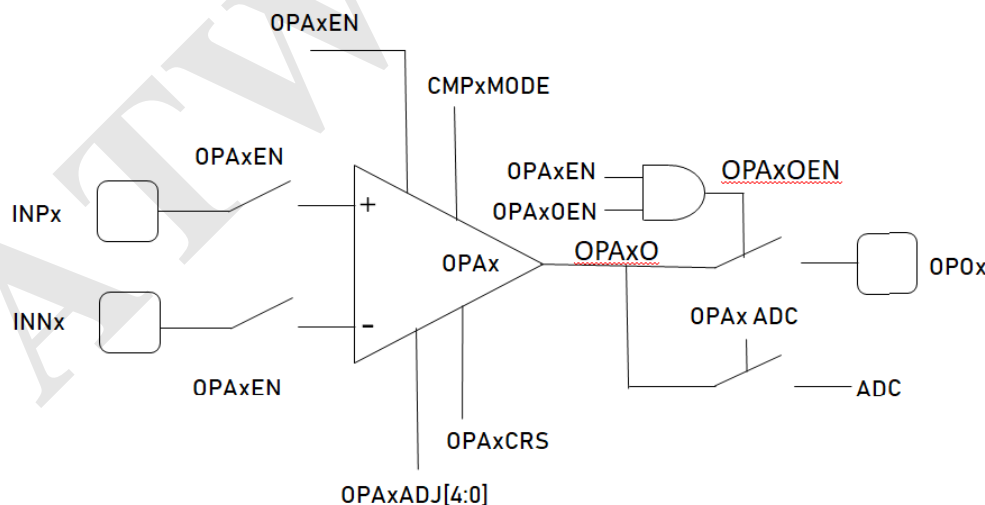 OPAxEN
CMPxMODE
OPAxEN
OPAxEN
OPAxOEN
OPAxOEN
INPx
+
OPAx
OPAxO
OPOx
INNx
-
OPAx ADC
OPAxEN
ADC
OPAxCRS
OPAxADJ[4:0]